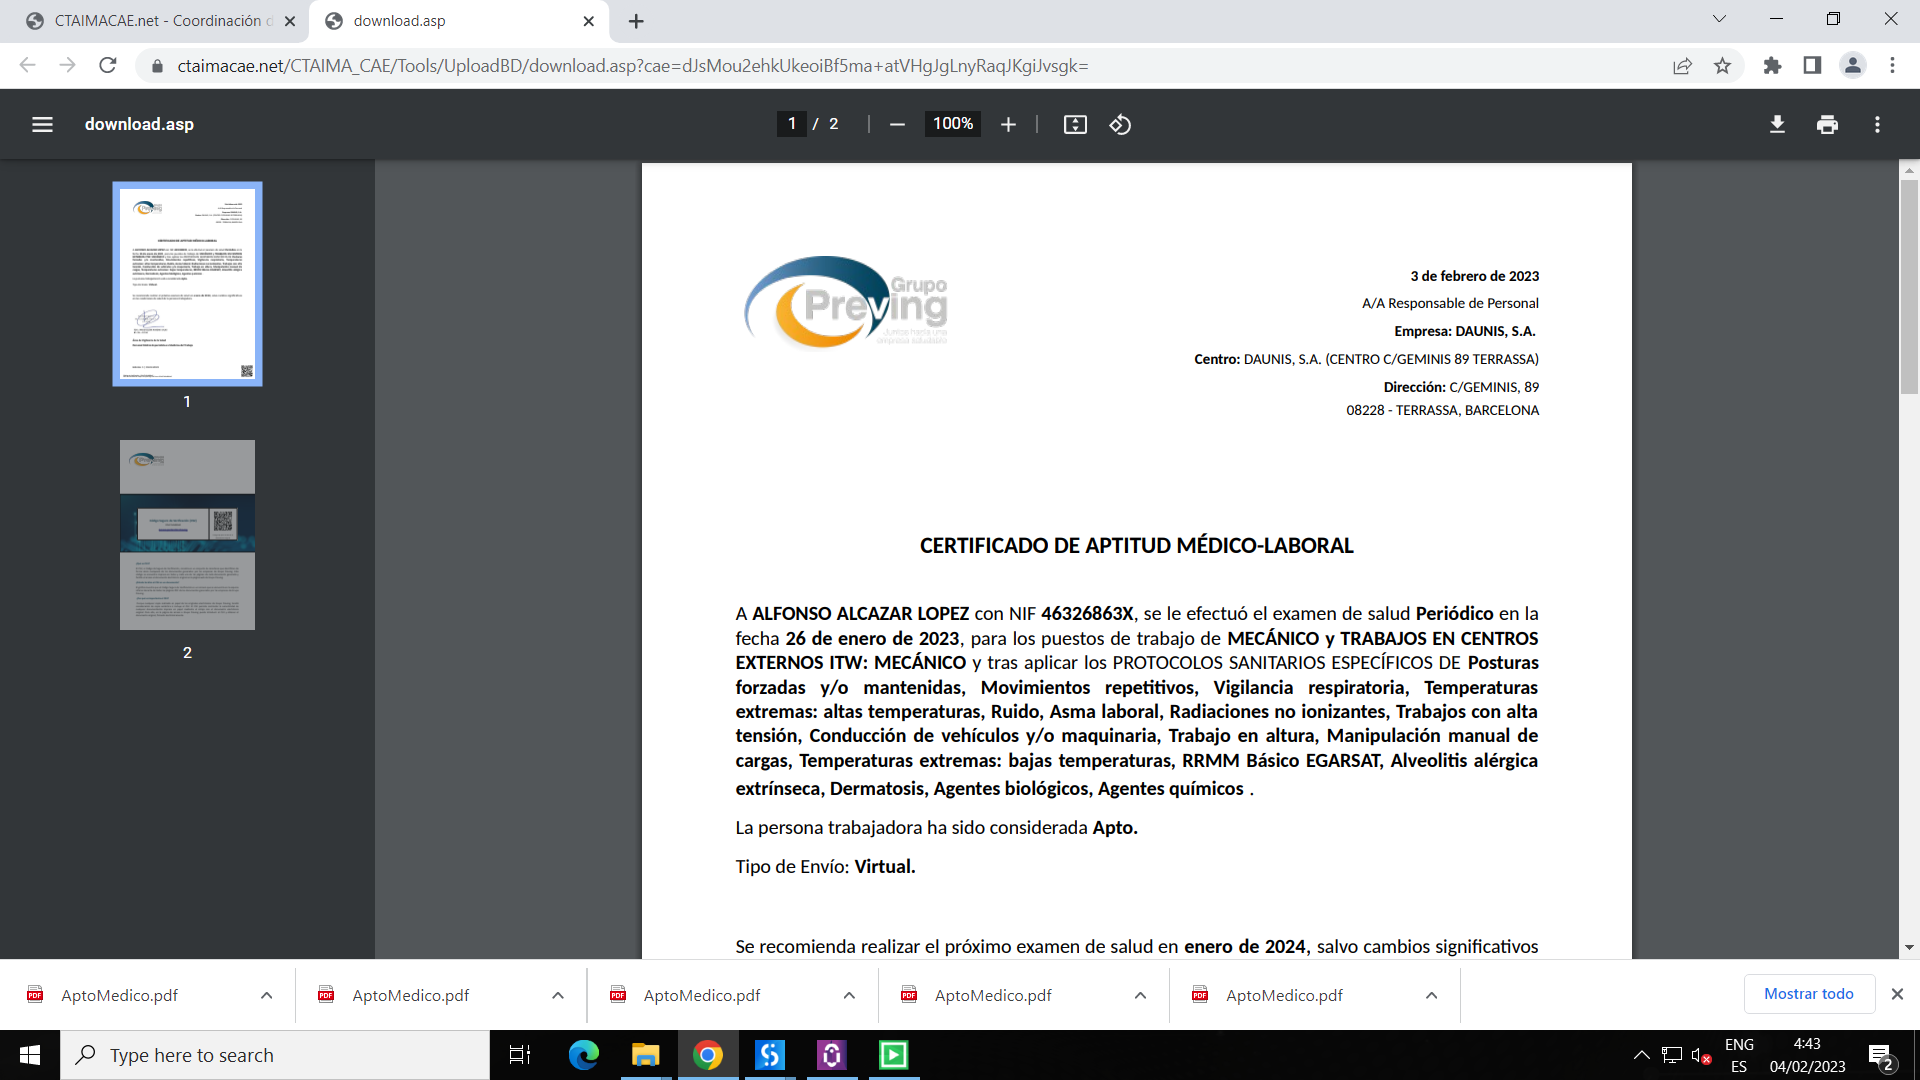 CTAIMACAE.net - Coordinación d
download.asp
ctaimacae.net/CTAIMA_CAE/Tools/UploadBD/download.asp?cae=dJsMou2ehkUkeoiBf5ma+atVHgJgLnyRaqJKgiJvsgk=
download.asp
1 / 2
100%
1
2
Grupo
Preving
Juntos hacia una
empresa saludable
3 de febrero de 2023
A/A Responsable de Personal
Empresa: DAUNIS, S.A.
Centro: DAUNIS, S.A. (CENTRO C/GEMINIS 89 TERRASSA)
Dirección: C/GEMINIS, 89
08228 - TERRASSA, BARCELONA
CERTIFICADO DE APTITUD MÉDICO-LABORAL
A ALFONSO ALCAZAR LOPEZ con NIF 46326863X, se le efectuó el examen de salud Periódico en la
fecha 26 de enero de 2023, para los puestos de trabajo de MECÁNICO y TRABAJOS EN CENTROS
EXTERNOS ITW: MECÁNICO y tras aplicar los PROTOCOLOS SANITARIOS ESPECÍFICOS DE Posturas
forzadas y/o mantenidas, Movimientos repetitivos, Vigilancia respiratoria, Temperaturas
extremas: altas temperaturas, Ruido, Asma laboral, Radiaciones no ionizantes, Trabajos con alta
tensión, Conducción de vehículos y/o maquinaria, Trabajo en altura, Manipulación manual de
cargas, Temperaturas extremas: bajas temperaturas, RRMM Básico EGARSAT, Alveolitis alérgica
extrínseca, Dermatosis, Agentes biológicos, Agentes químicos .
La persona trabajadora ha sido considerada Apto.
Tipo de Envío: Virtual.
Se recomienda realizar el próximo examen de salud en enero de 2024, salvo cambios significativos
AptoMedico.pdf
AptoMedico.pdf
AptoMedico.pdf
AptoMedico.pdf
AptoMedico.pdf
Mostrar todo
Type here to search
ENG
ES
4:43
04/02/2023
2